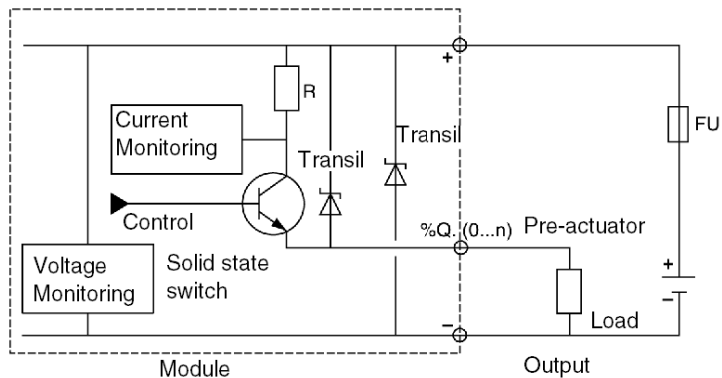 +
R
FU
Current
Monitoring
Transil
Transil
Control
%Q. (0...n)
Pre-actuator
Voltage
Monitoring
Solid state
switch
+
−
−
Load
Module
Output